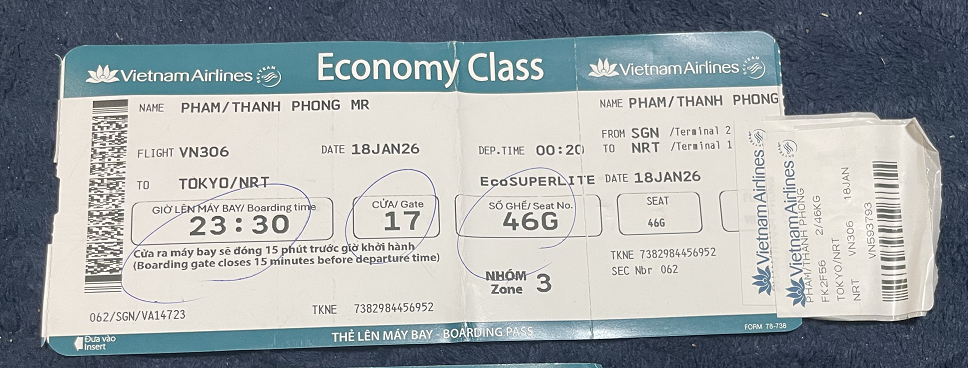 VietnamAirlines
Economy Class
VietnamAirlines
NAME PHAM/THANH PHONG MR
NAME PHAM/THANH PHONG
FROM SGN /Terminal 2
FLIGHT VN306 DATE 18JAN26 DEP.TIME 00:20
TO NRT /Terminal 1
TO TOKYO/NRT
EcoSUPERLITE
DATE 18JAN26
GIỜ LÊN MÁY BAY/ Boarding time
23:30
CỬA/ Gate
17
SỐ GHẾ/ Seat No.
46G
SEAT
46G
Cửa ra máy bay sẽ đóng 15 phút trước giờ khởi hành
(Boarding gate closes 15 minutes before departure time)
NHÓM
Zone 3
TKNE 7382984456952
SEC Nbr 062
062/SGN/VA14723
TKNE 7382984456952
Đưa vào
Insert
THẺ LÊN MÁY BAY - BOARDING PASS
FORM 78-738
Vietnam Airlines
Vietnam Airlines
PHAM/THANH PHONG
FK2F56 2/46KG
TOKYO/NRT
NRT VN306 18JAN
VN593793